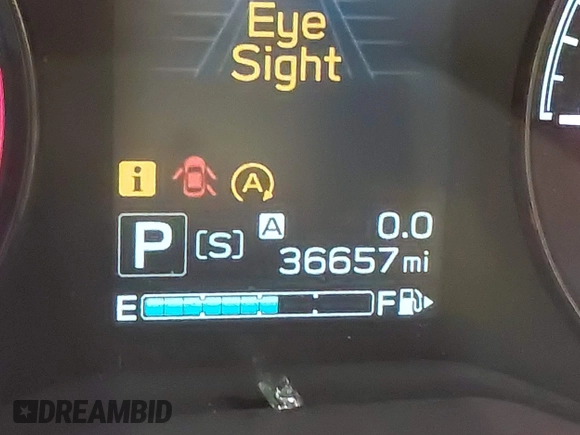 Eye
Sight
i
A
A 0.0
P [S]
36657 mi
E F
DREAMBID